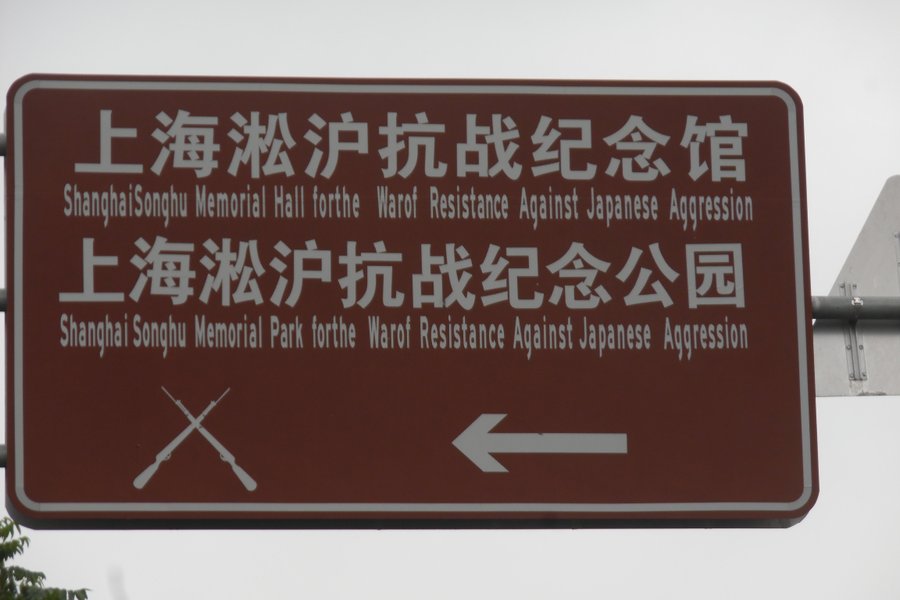 上海淞沪抗战纪念馆
ShanghaiSonghu Memorial Hall forthe Warof Resistance Against Japanese Aggression
上海淞沪抗战纪念公园
Shanghai Songhu Memorial Park forthe Warof Resistance Against Japanese Aggression